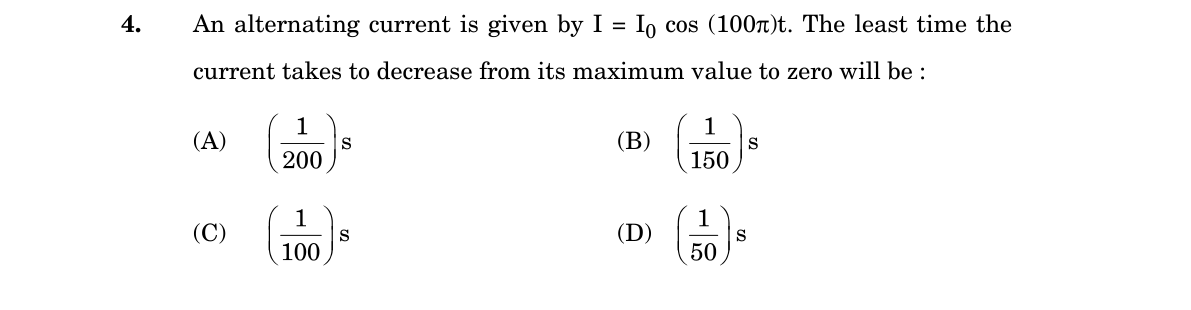 4. An alternating current is given by I = I₀ cos (100π)t. The least time the
current takes to decrease from its maximum value to zero will be :
(A) (1/200) s (B) (1/150) s
(C) (1/100) s (D) (1/50) s